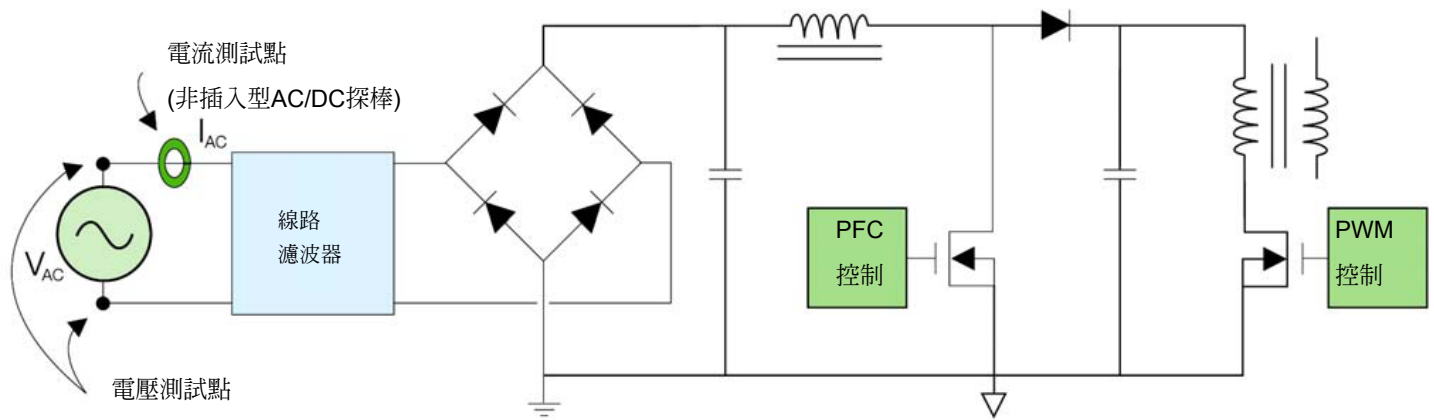 電流測試點
(非插入型AC/DC探棒)
IAC
VAC
線路
濾波器
PFC
控制
PWM
控制
電壓測試點